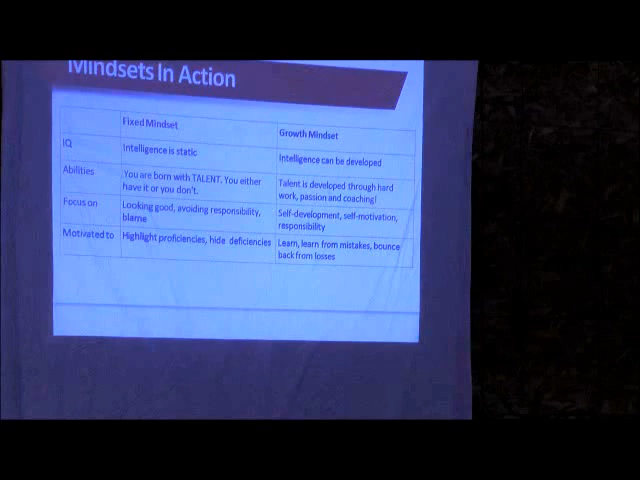 Mindsets In Action
Fixed Mindset
Growth Mindset
IQ
Intelligence is static
Intelligence can be developed
Abilities
You are born with TALENT. You either
have it or you don't.
Talent is developed through hard
work, passion and coaching!
Focus on
Looking good, avoiding responsibility,
blame
Self-development, self-motivation,
responsibility
Motivated to
Highlight proficiencies, hide deficiencies
Learn, learn from mistakes, bounce
back from losses